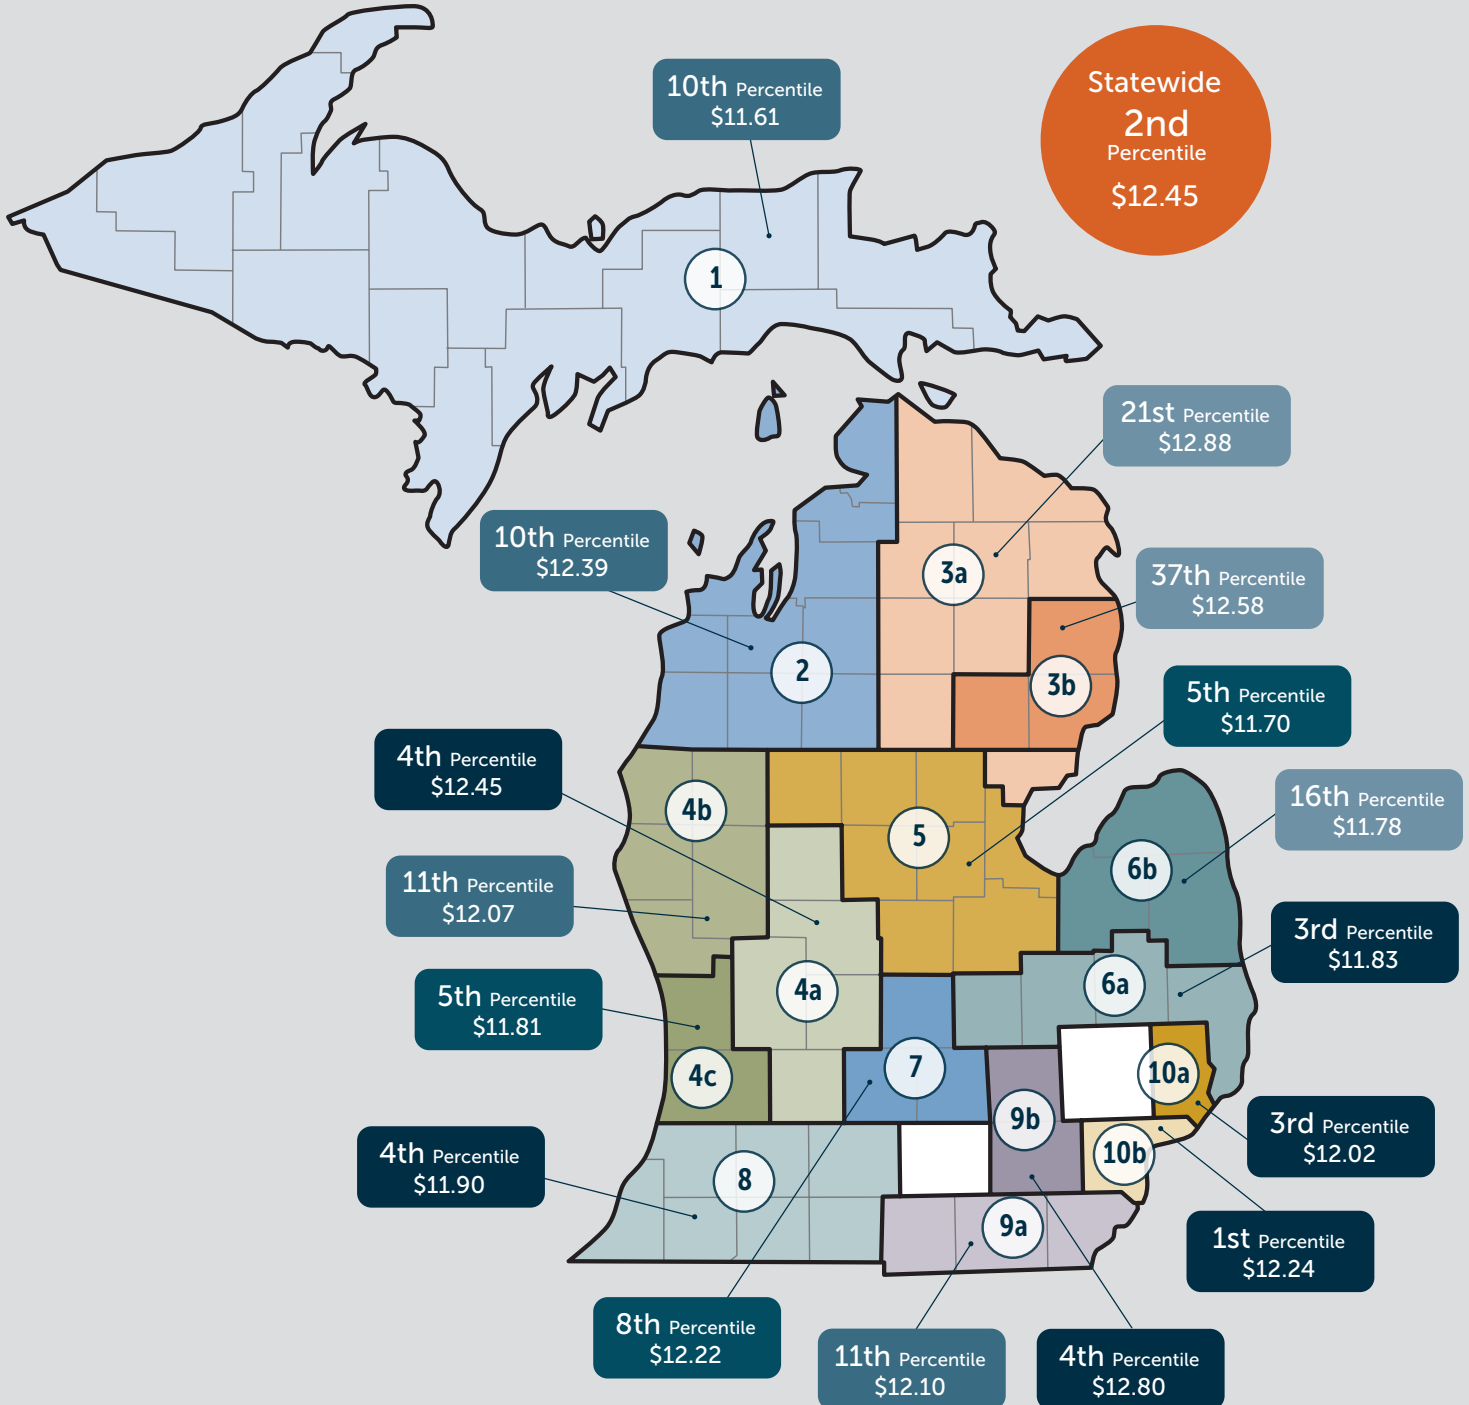 Statewide
2nd
Percentile
$12.45
10th Percentile
$11.61
1
21st Percentile
$12.88
10th Percentile
$12.39
3a
37th Percentile
$12.58
2
3b
5th Percentile
$11.70
4th Percentile
$12.45
4b
5
16th Percentile
$11.78
6b
11th Percentile
$12.07
3rd Percentile
$11.83
4a
6a
5th Percentile
$11.81
4c
7
10a
9b
3rd Percentile
$12.02
10b
4th Percentile
$11.90
8
9a
1st Percentile
$12.24
8th Percentile
$12.22
11th Percentile
$12.10
4th Percentile
$12.80